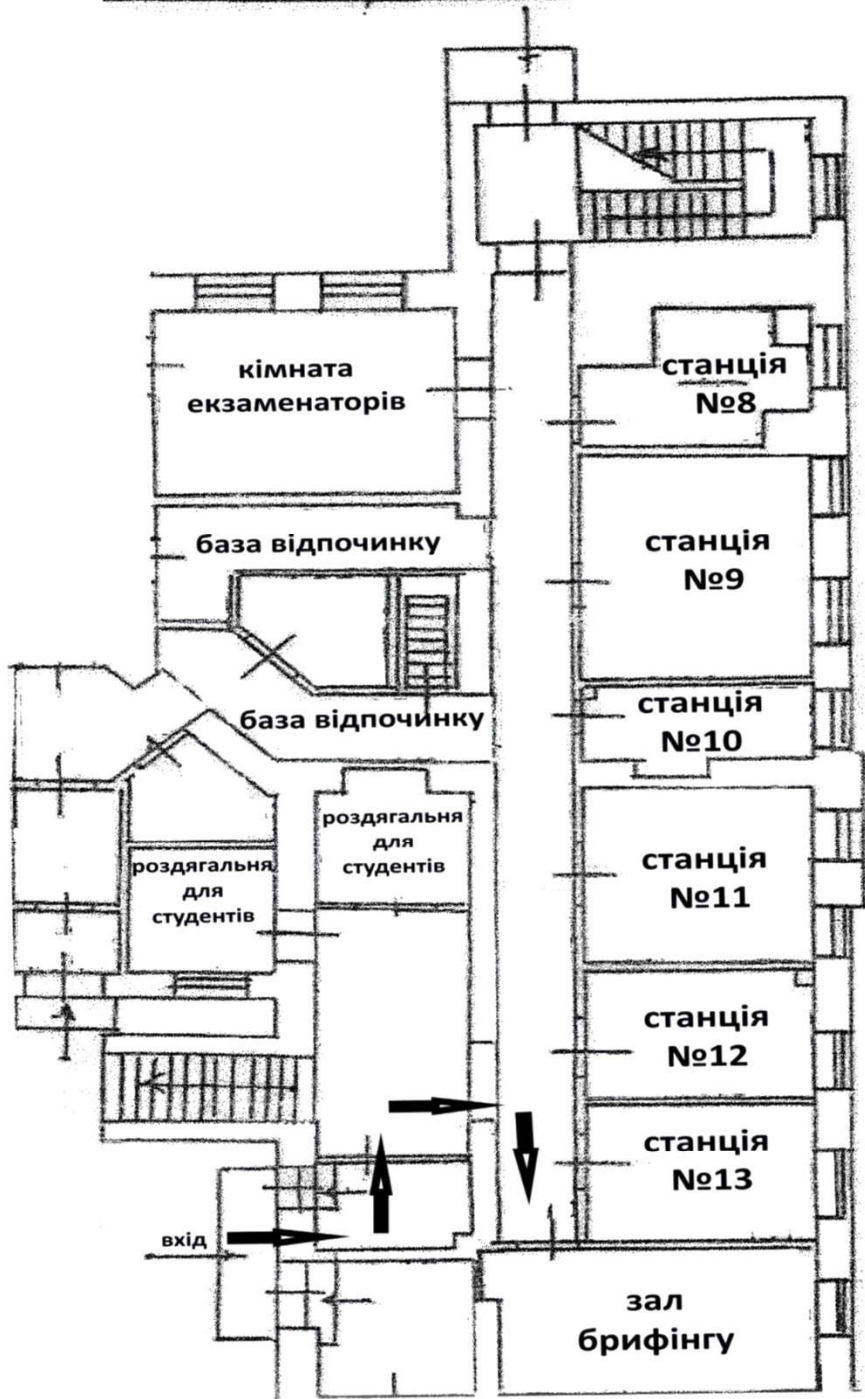 кімната
екзаменаторів
станція
№8
база відпочинку
станція
№9
база відпочинку
станція
№10
роздягальня
для
студентів
роздягальня
для
студентів
станція
№11
станція
№12
станція
№13
вхід
зал
брифінгу